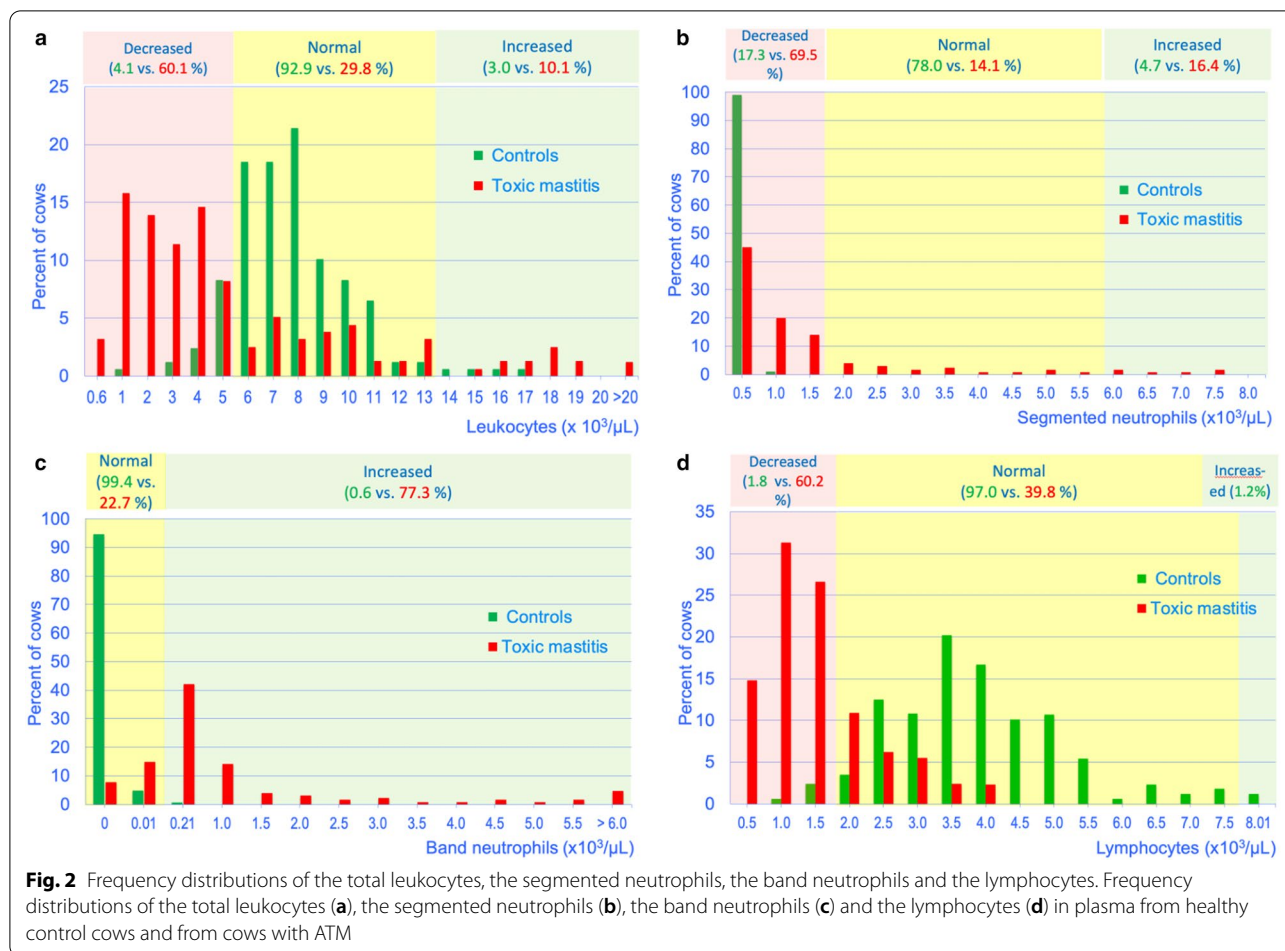 a
Decreased
(4.1 vs. 60.1 %)
Normal
(92.9 vs. 29.8 %)
Increased
(3.0 vs. 10.1 %)
25
20
15
10
5
0
Percent of cows
Controls
Toxic mastitis
0.6 1 2 3 4 5 6 7 8 9 10 11 12 13 14 15 16 17 18 19 20 >20
Leukocytes (x 10³/µL)
b
Decreased
(17.3 vs. 69.5
%)
Normal
(78.0 vs. 14.1 %)
Increased
(4.7 vs. 16.4 %)
100
90
80
70
60
50
40
30
20
10
0
Percent of cows
Controls
Toxic mastitis
0.5 1.0 1.5 2.0 2.5 3.0 3.5 4.0 4.5 5.0 5.5 6.0 6.5 7.0 7.5 8.0
Segmented neutrophils (x10³/µL)
c
Normal
(99.4 vs.
22.7 %)
Increased
(0.6 vs. 77.3 %)
100
90
80
70
60
50
40
30
20
10
0
Percent of cows
Controls
Toxic mastitis
0 0.01 0.21 1.0 1.5 2.0 2.5 3.0 3.5 4.0 4.5 5.0 5.5 > 6.0
Band neutrophils (x10³/µL)
d
Decreased
(1.8 vs. 60.2
%)
Normal
(97.0 vs. 39.8 %)
Increas-
ed (1.2%)
35
30
25
20
15
10
5
0
Percent of cows
Controls
Toxic mastitis
0.5 1.0 1.5 2.0 2.5 3.0 3.5 4.0 4.5 5.0 5.5 6.0 6.5 7.0 7.5 8.01
Lymphocytes (x10³/µL)
Fig. 2 Frequency distributions of the total leukocytes, the segmented neutrophils, the band neutrophils and the lymphocytes. Frequency
distributions of the total leukocytes (a), the segmented neutrophils (b), the band neutrophils (c) and the lymphocytes (d) in plasma from healthy
control cows and from cows with ATM